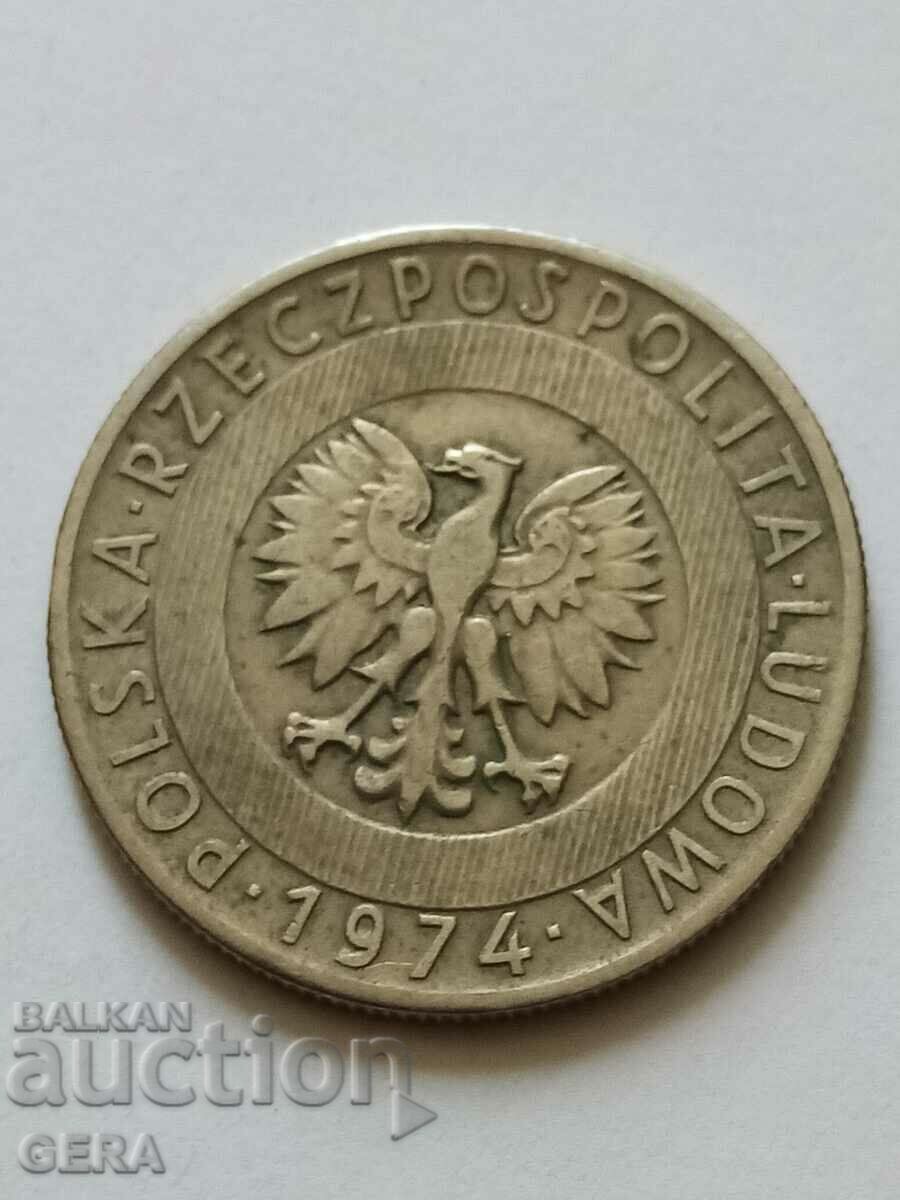 POLSKA · RZECZPOSPOLITA · LUDOWA
· 1974 ·
BALKAN
auction
GERA